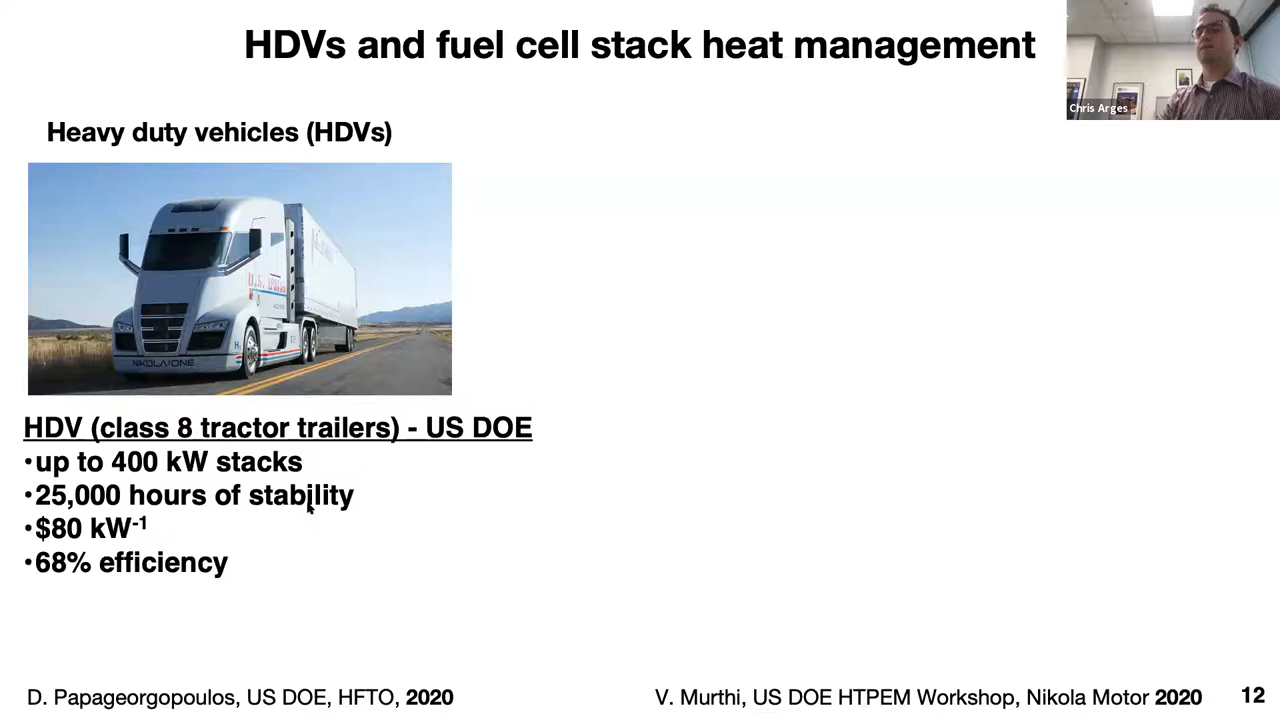 HDVs and fuel cell stack heat management
Chris Arges
Heavy duty vehicles (HDVs)
NIKOLA ONE
HDV (class 8 tractor trailers) - US DOE
•up to 400 kW stacks
•25,000 hours of stability
•$80 kW-1
•68% efficiency
D. Papageorgopoulos, US DOE, HFTO, 2020
V. Murthi, US DOE HTPEM Workshop, Nikola Motor 2020
12